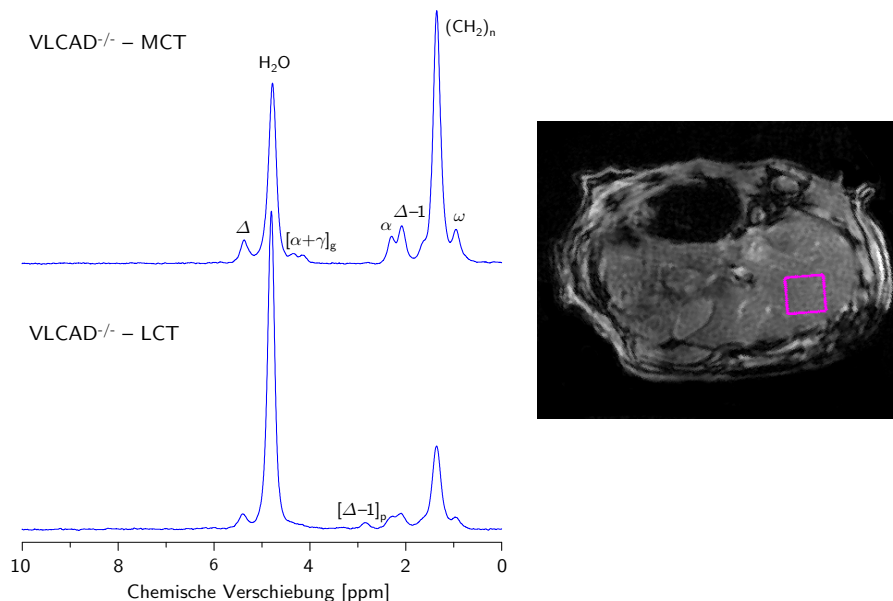 VLCAD⁻/⁻ – MCT
(CH₂)ₙ
H₂O
Δ
[α+γ]g
α
Δ–1
ω
VLCAD⁻/⁻ – LCT
[Δ–1]ₚ
10 8 6 4 2 0
Chemische Verschiebung [ppm]